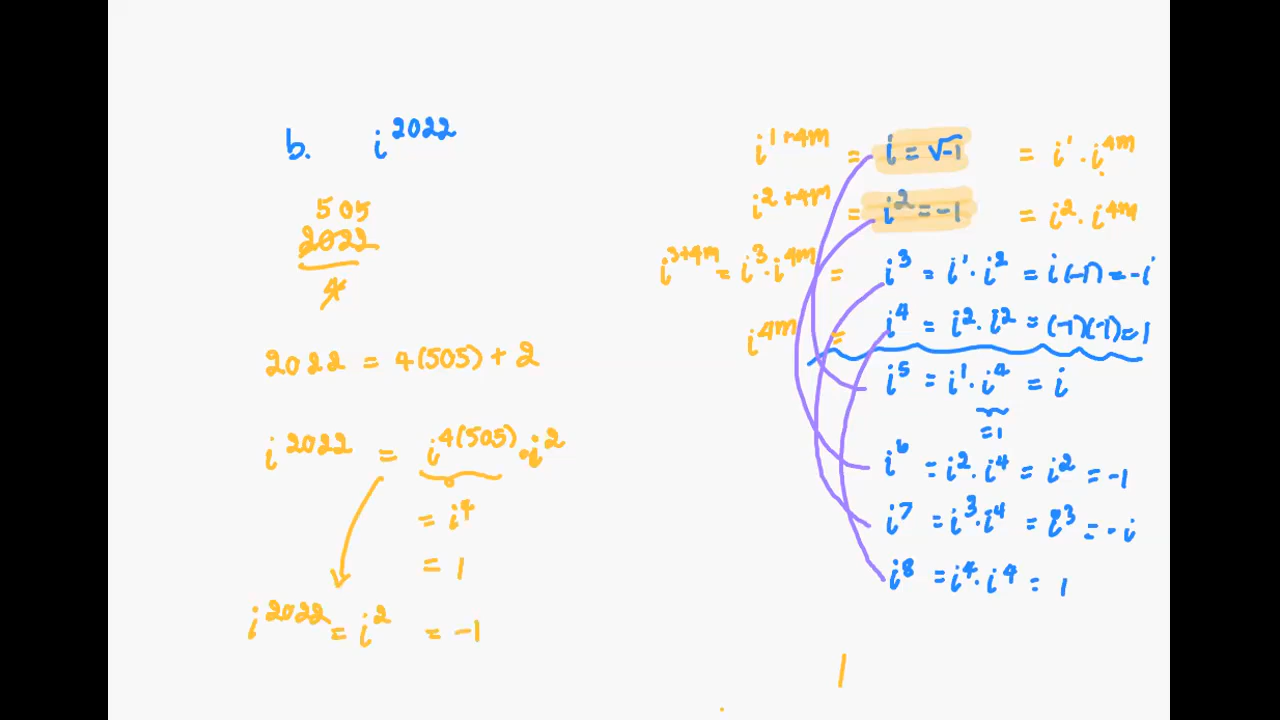 b. i^2022
505
2022
4
2022 = 4(505) + 2
i^2022 = i^4(505) · i^2
= i^4
= 1
i^2022 = i^2 = -1
i^1+4m = i = √-1 = i^1 · i^4m
i^2+4m = i^2 = -1 = i^2 · i^4m
i^3+4m = i^3 · i^4m = i^3 = i^1 · i^2 = i(-1) = -i
i^4m = i^4 = i^2 · i^2 = (-1)(-1) = 1
i^5 = i^1 · i^4 = i
=1
i^6 = i^2 · i^4 = i^2 = -1
i^7 = i^3 · i^4 = i^3 = -i
i^8 = i^4 · i^4 = 1